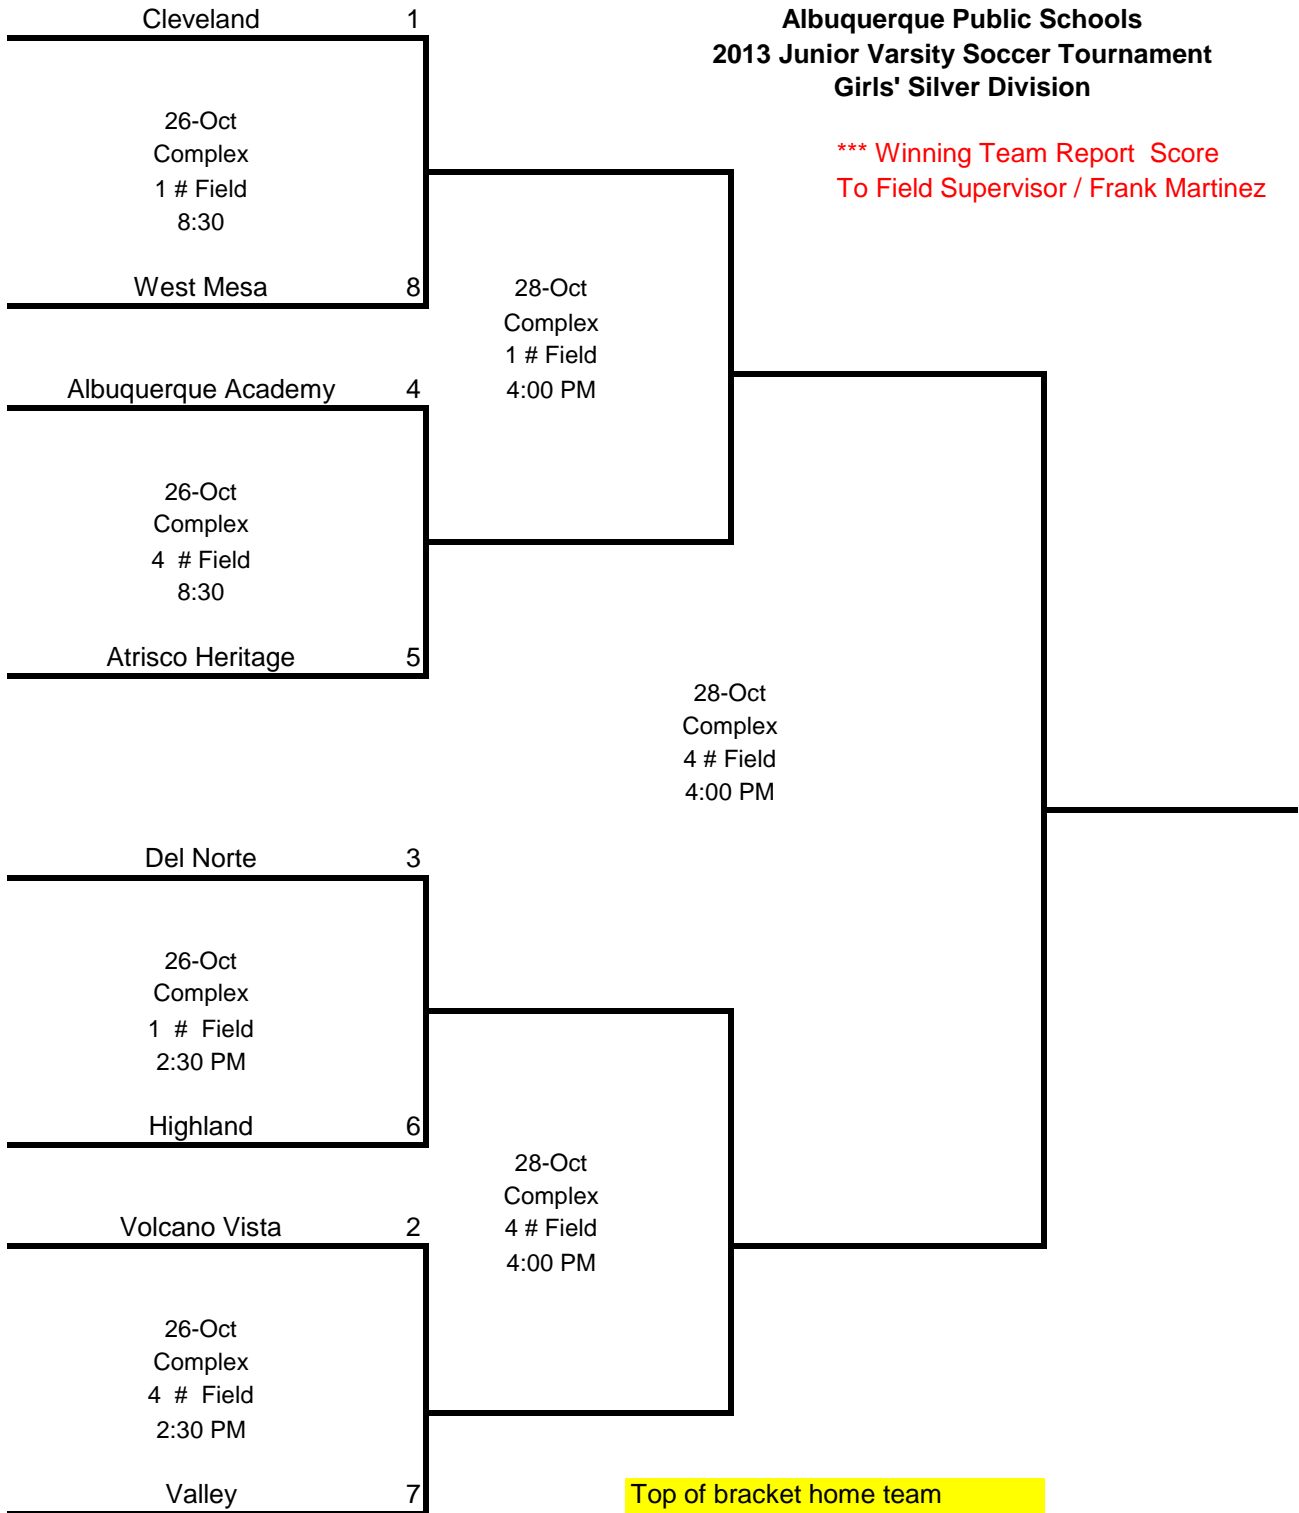 Albuquerque Public Schools
2013 Junior Varsity Soccer Tournament
Girls' Silver Division
*** Winning Team Report  Score
To Field Supervisor / Frank Martinez
Cleveland 1
26-Oct
Complex
1 # Field
8:30
West Mesa 8
28-Oct
Complex
1 # Field
4:00 PM
Albuquerque Academy 4
26-Oct
Complex
4  # Field
8:30
Atrisco Heritage 5
28-Oct
Complex
4 # Field
4:00 PM
Del Norte 3
26-Oct
Complex
1  #  Field
2:30 PM
Highland 6
28-Oct
Complex
4 # Field
4:00 PM
Volcano Vista 2
26-Oct
Complex
4  #  Field
2:30 PM
Valley 7
Top of bracket home team